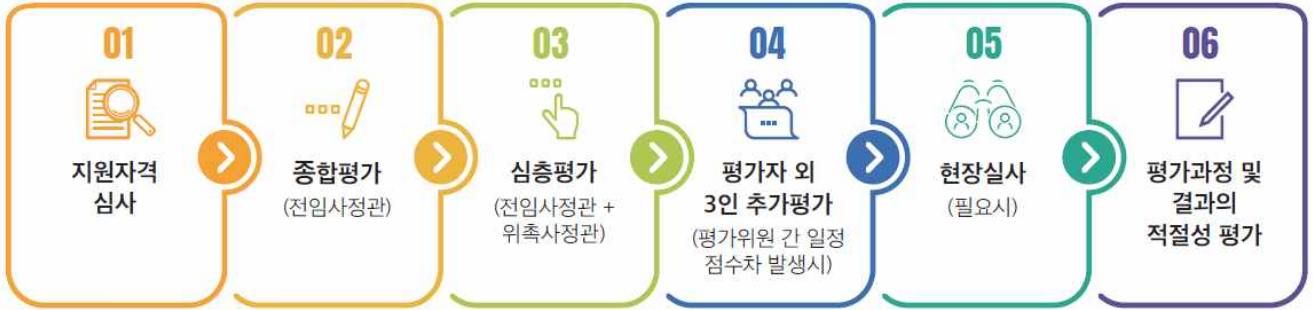 01
지원자격
심사
02
종합평가
(전임사정관)
03
심층평가
(전임사정관 +
위촉사정관)
04
평가자 외
3인 추가평가
(평가위원 간 일정
점수차 발생시)
05
현장실사
(필요시)
06
평가과정 및
결과의
적절성 평가